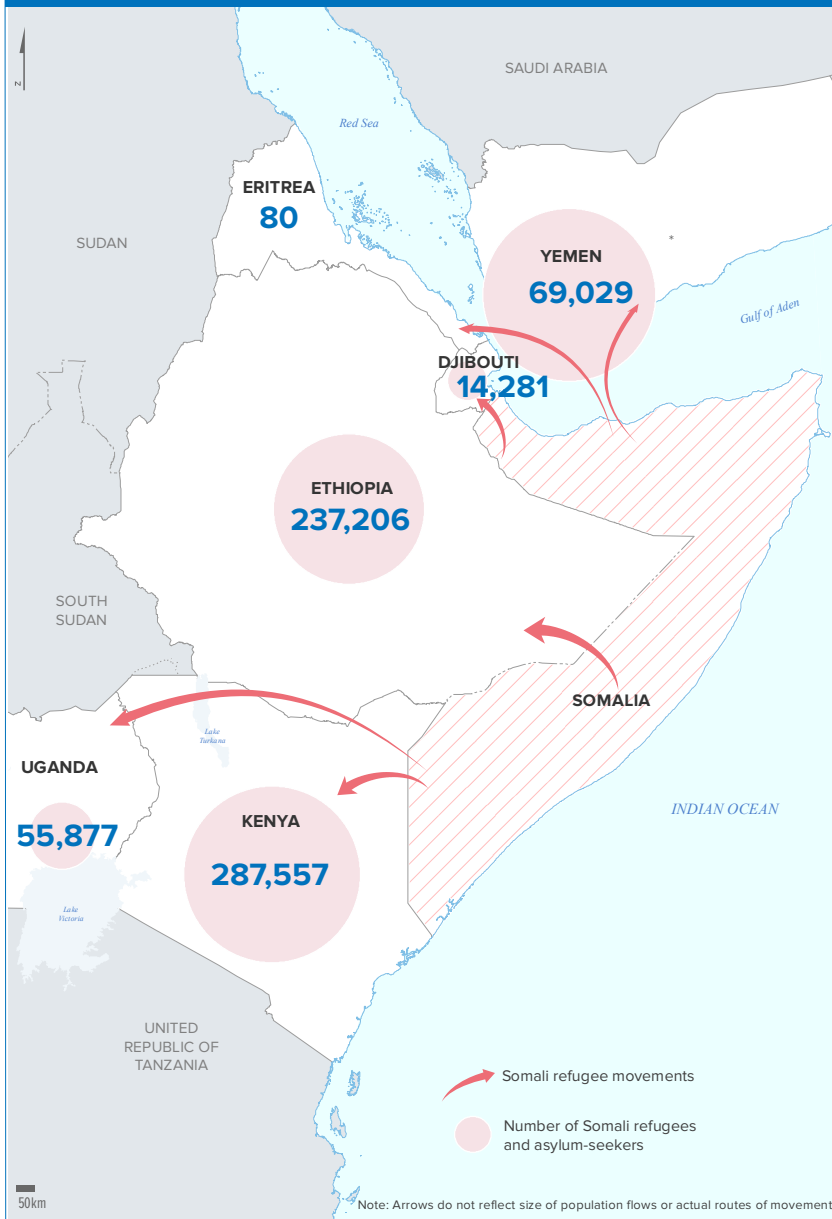 N
SAUDI ARABIA
Red Sea
ERITREA
80
SUDAN
YEMEN
69,029
*
Gulf of Aden
DJIBOUTI
14,281
ETHIOPIA
237,206
SOUTH
SUDAN
SOMALIA
Lake
Turkana
UGANDA
55,877
KENYA
287,557
INDIAN OCEAN
Lake
Victoria
UNITED
REPUBLIC OF
TANZANIA
Somali refugee movements
Number of Somali refugees
and asylum-seekers
50km
Note: Arrows do not reflect size of population flows or actual routes of movement